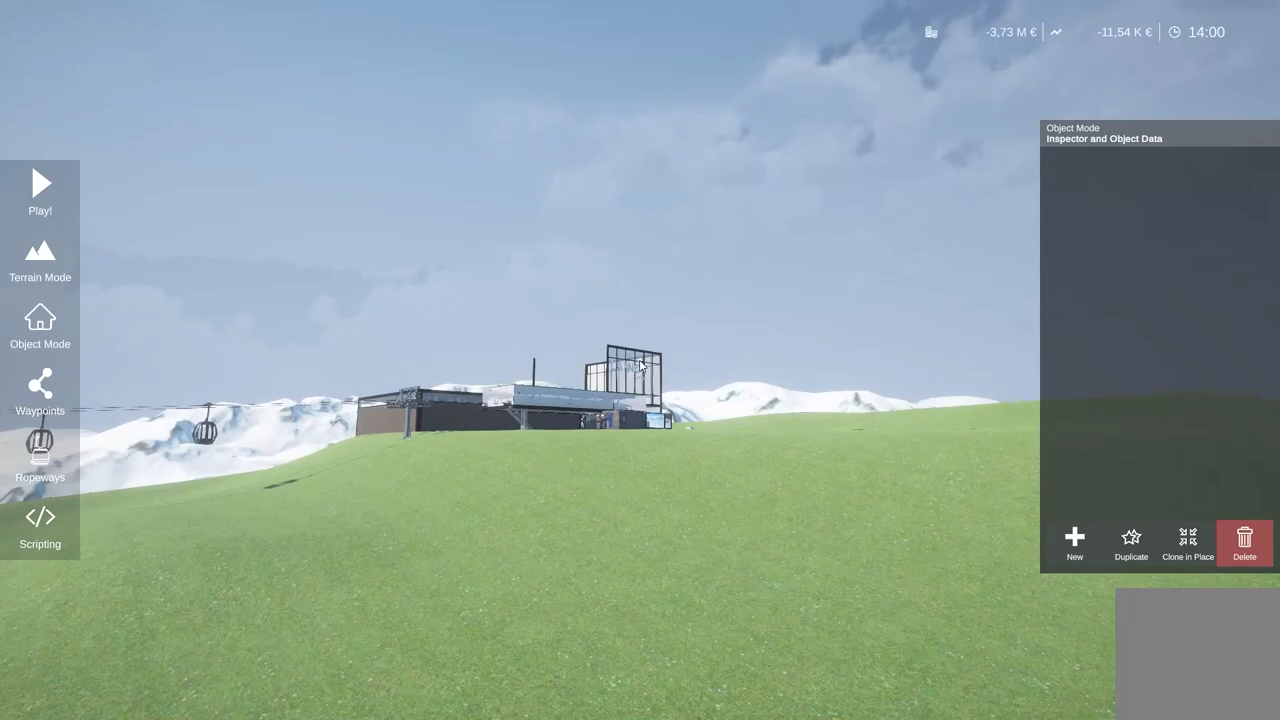 -3,73 M €
-11,54 K €
14:00
Object Mode
Inspector and Object Data
Play!
Terrain Mode
Object Mode
Waypoints
Ropeways
Scripting
New
Duplicate
Clone in Place
Delete